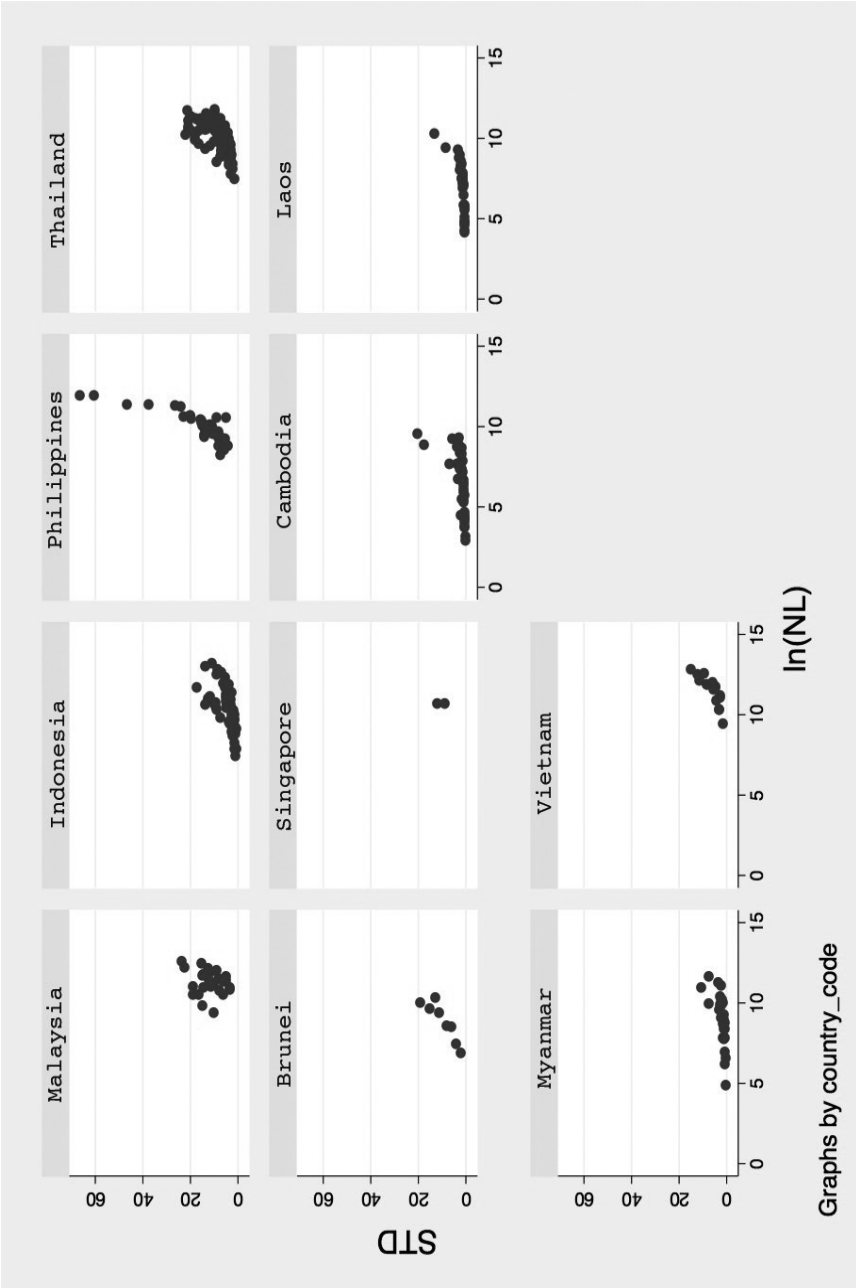 Malaysia
Indonesia
Philippines
Thailand
0 20 40 60
Brunei
Singapore
Cambodia
Laos
0 20 40 60
0 5 10 15
0 5 10 15
Myanmar
Vietnam
0 20 40 60
0 5 10 15
0 5 10 15
STD
ln(NL)
Graphs by country_code